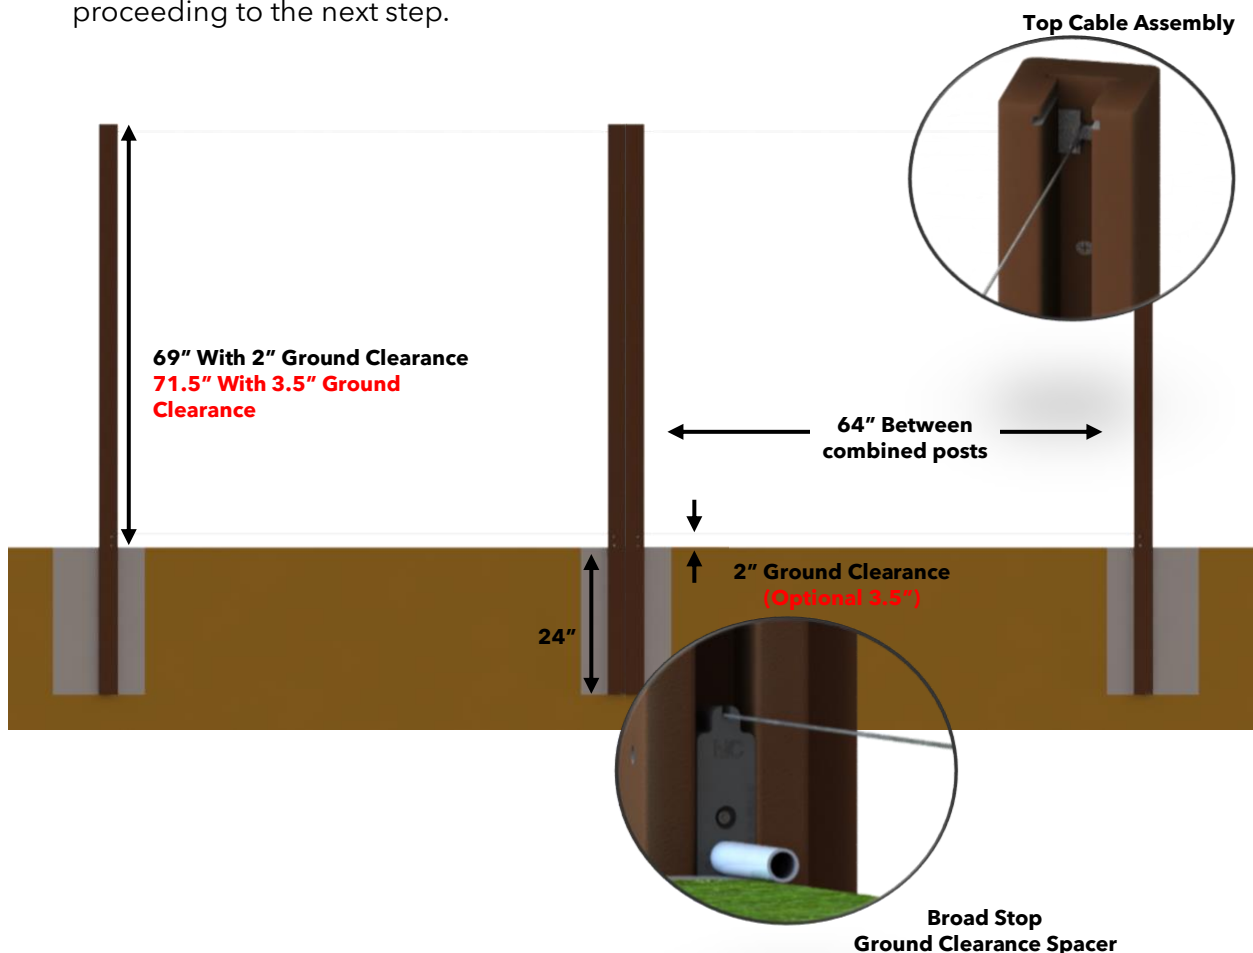 proceeding to the next step.
Top Cable Assembly
69” With 2” Ground Clearance
71.5” With 3.5” Ground
Clearance
64” Between
combined posts
2” Ground Clearance
(Optional 3.5”)
24”
Broad Stop
Ground Clearance Spacer